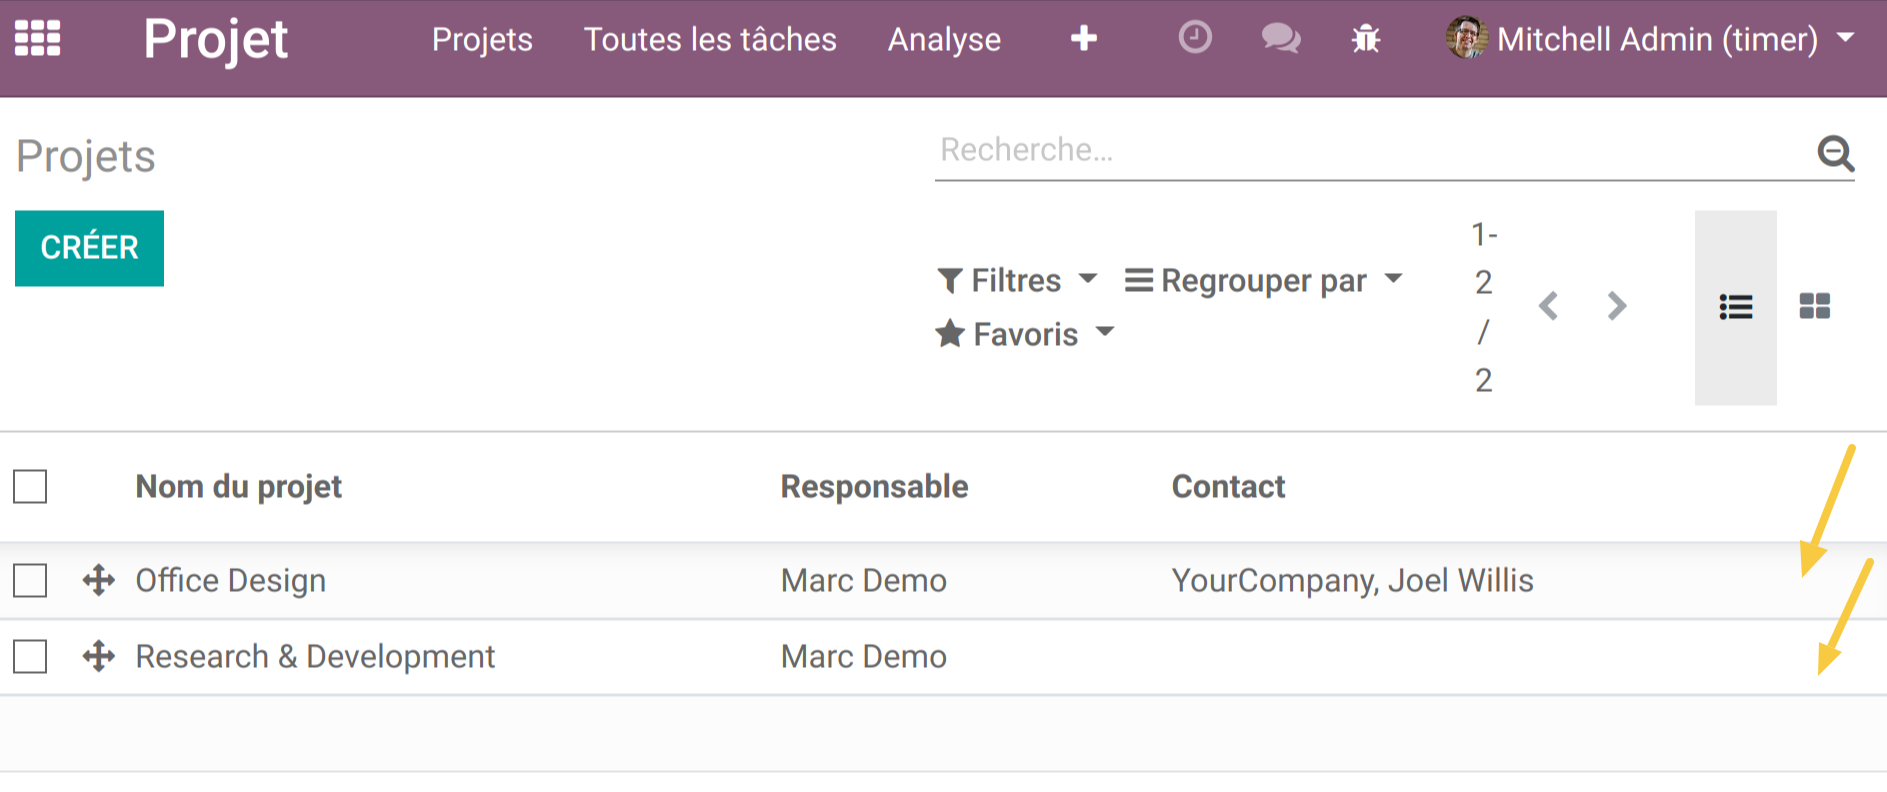 Projet Projets Toutes les tâches Analyse Mitchell Admin (timer)
Projets
Recherche...
CRÉER
Filtres Regrouper par
Favoris
1-
2
/
2
Nom du projet Responsable Contact
Office Design Marc Demo YourCompany, Joel Willis
Research & Development Marc Demo